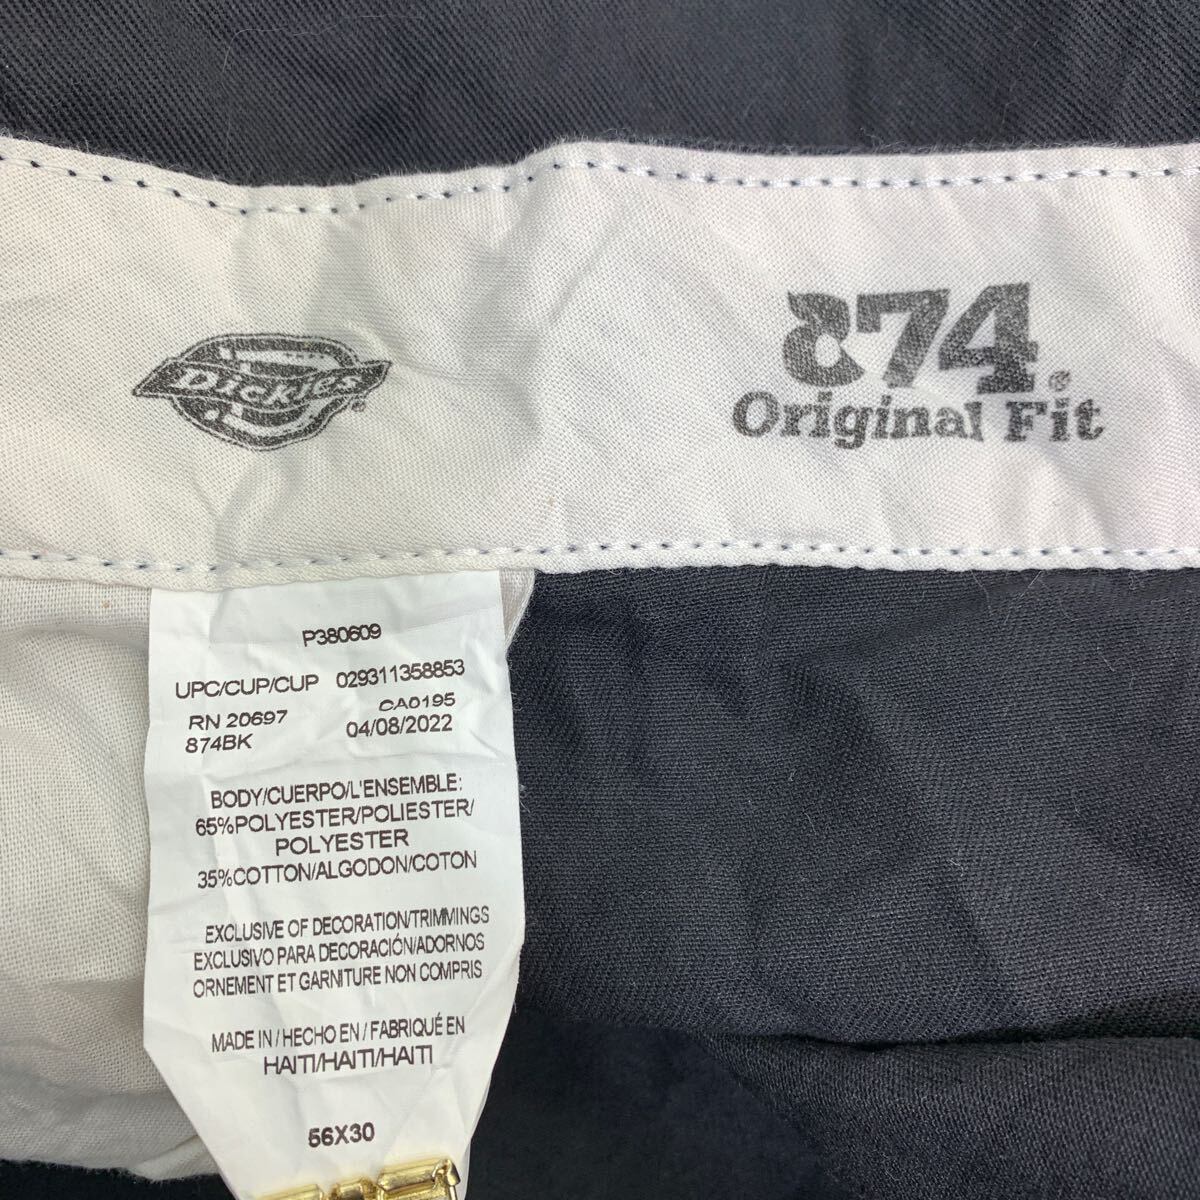 Dickies®
874®
Original Fit
P380609
UPC/CUP/CUP 029311358853
RN 20697 CA0195
874BK 04/08/2022
BODY/CUERPO/L'ENSEMBLE:
65%POLYESTER/POLIESTER/
POLYESTER
35%COTTON/ALGODON/COTON
EXCLUSIVE OF DECORATION/TRIMMINGS
EXCLUSIVO PARA DECORACIÓN/ADORNOS
ORNEMENT ET GARNITURE NON COMPRIS
MADE IN / HECHO EN / FABRIQUÉ EN
HAITI/HAITI/HAITI
56X30